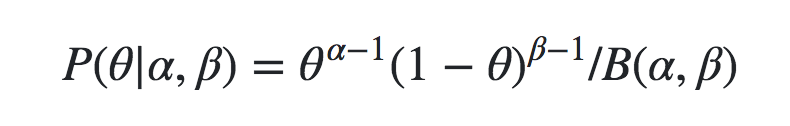 P(θ|α, β) = θ^{α−1}(1 − θ)^{β−1}/B(α, β)